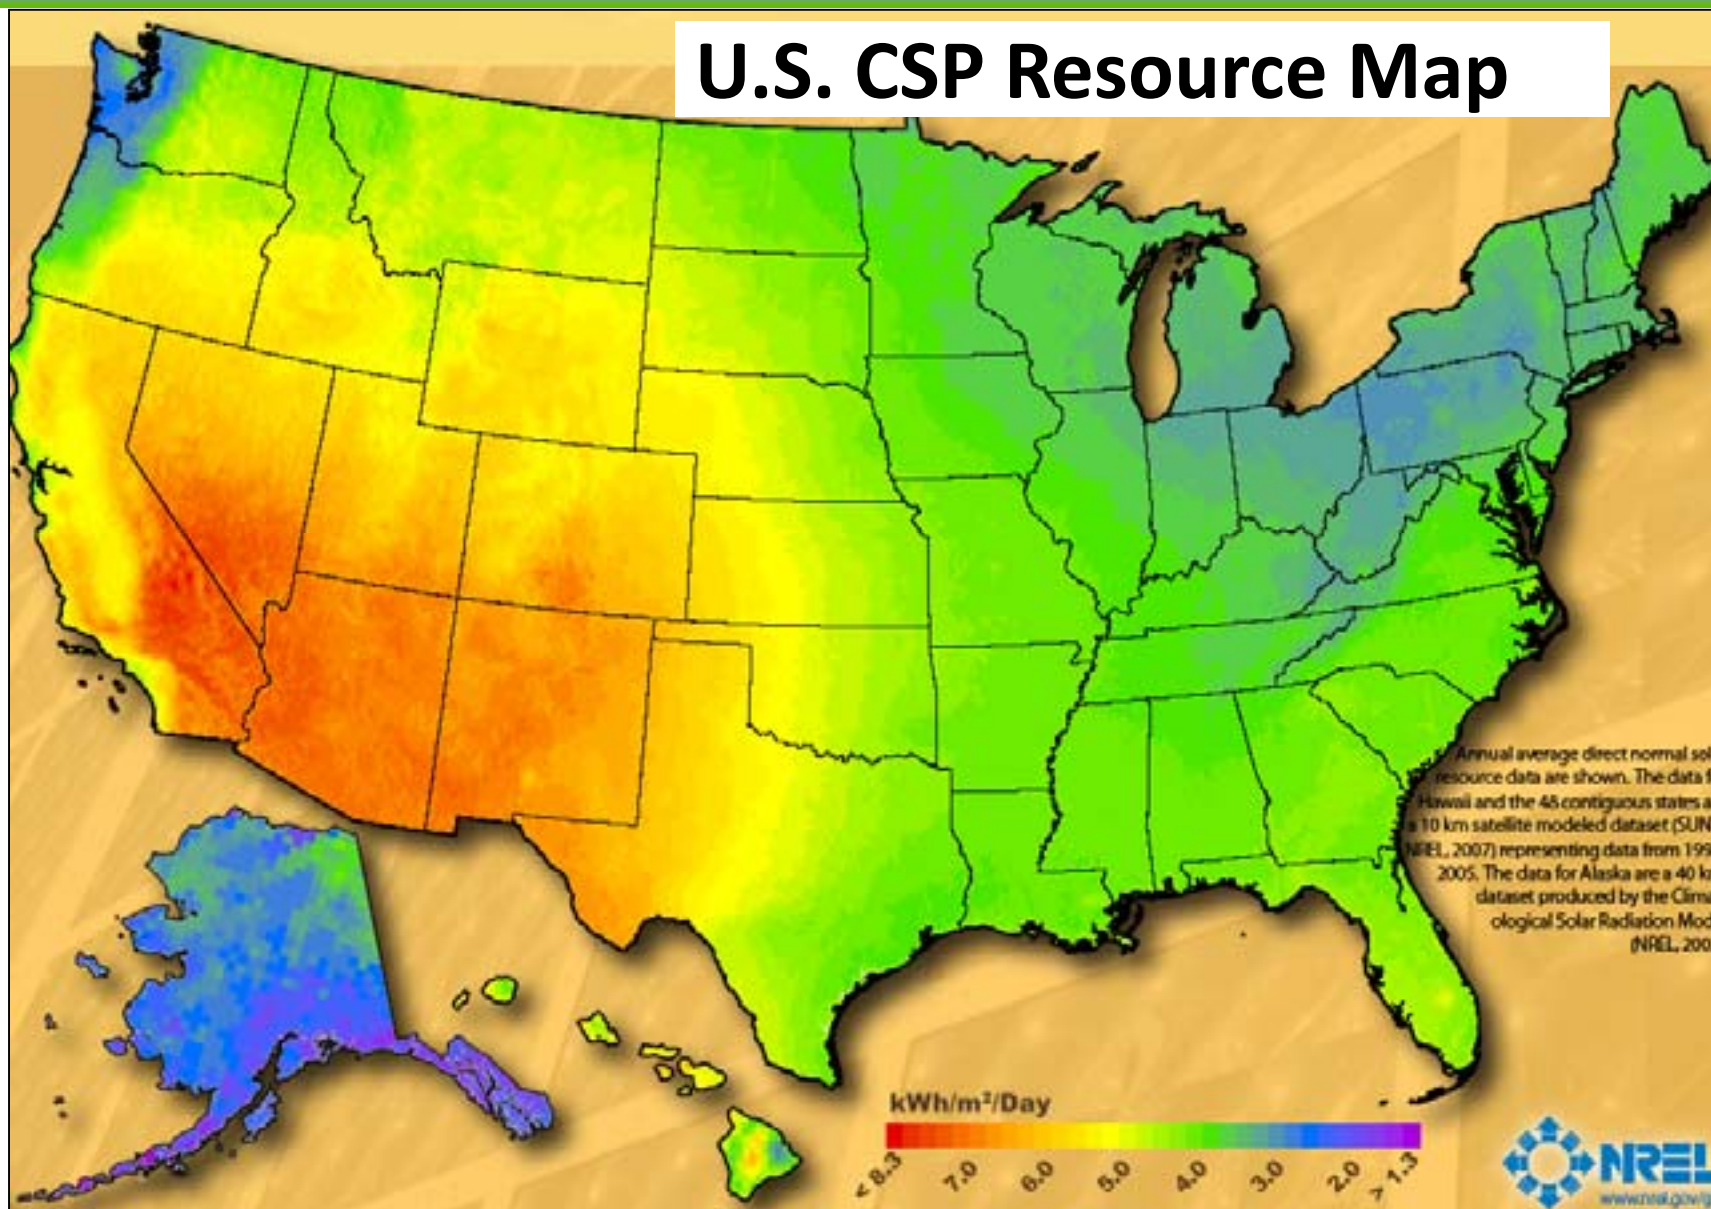 U.S. CSP Resource Map
Annual average direct normal sol
resource data are shown. The data f
Hawaii and the 48 contiguous states a
a 10 km satellite modeled dataset (SUN
NREL, 2007) representing data from 199
2005. The data for Alaska are a 40 k
dataset produced by the Clima
ological Solar Radiation Mod
(NREL, 200
kWh/m²/Day
< 8.3 7.0 6.0 5.0 4.0 3.0 2.0 > 1.3
NREL
www.nrel.gov/g